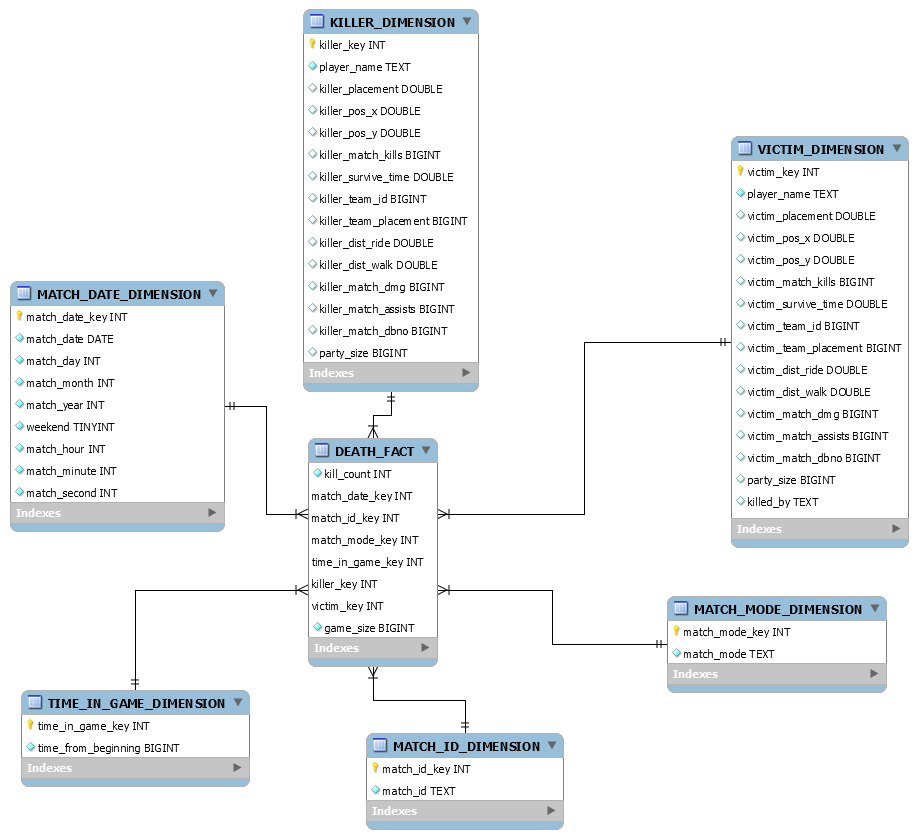 KILLER_DIMENSION
killer_key INT
player_name TEXT
killer_placement DOUBLE
killer_pos_x DOUBLE
killer_pos_y DOUBLE
killer_match_kills BIGINT
killer_survive_time DOUBLE
killer_team_id BIGINT
killer_team_placement BIGINT
killer_dist_ride DOUBLE
killer_dist_walk DOUBLE
killer_match_dmg BIGINT
killer_match_assists BIGINT
killer_match_dbno BIGINT
party_size BIGINT
Indexes
VICTIM_DIMENSION
victim_key INT
player_name TEXT
victim_placement DOUBLE
victim_pos_x DOUBLE
victim_pos_y DOUBLE
victim_match_kills BIGINT
victim_survive_time DOUBLE
victim_team_id BIGINT
victim_team_placement BIGINT
victim_dist_ride DOUBLE
victim_dist_walk DOUBLE
victim_match_dmg BIGINT
victim_match_assists BIGINT
victim_match_dbno BIGINT
party_size BIGINT
killed_by TEXT
Indexes
MATCH_DATE_DIMENSION
match_date_key INT
match_date DATE
match_day INT
match_month INT
match_year INT
weekend TINYINT
match_hour INT
match_minute INT
match_second INT
Indexes
DEATH_FACT
kill_count INT
match_date_key INT
match_id_key INT
match_mode_key INT
time_in_game_key INT
killer_key INT
victim_key INT
game_size BIGINT
Indexes
MATCH_MODE_DIMENSION
match_mode_key INT
match_mode TEXT
Indexes
TIME_IN_GAME_DIMENSION
time_in_game_key INT
time_from_beginning BIGINT
Indexes
MATCH_ID_DIMENSION
match_id_key INT
match_id TEXT
Indexes